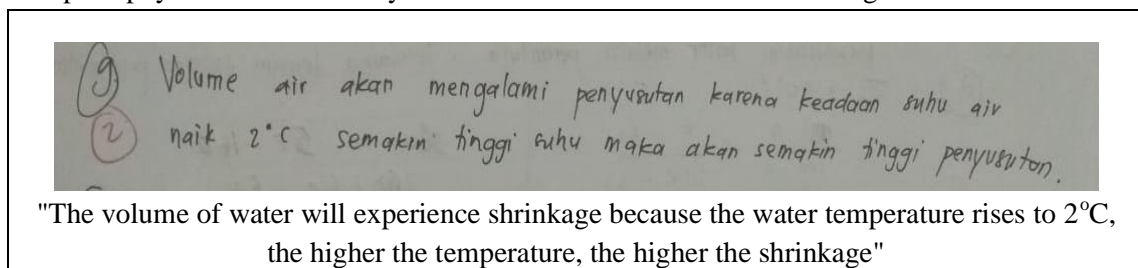 9 Volume air akan mengalami penyusutan karena keadaan suhu air
2 naik 2°C semakin tinggi suhu maka akan semakin tinggi penyusutan.
"The volume of water will experience shrinkage because the water temperature rises to 2°C,
the higher the temperature, the higher the shrinkage"